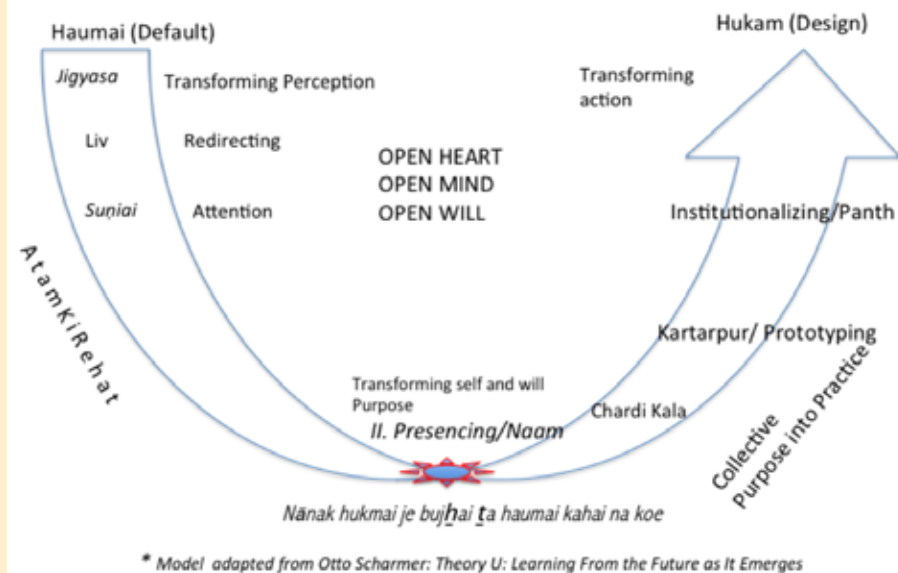 Haumai (Default)
Hukam (Design)
Jigyasa
Transforming Perception
Transforming
action
Liv
Redirecting
OPEN HEART
OPEN MIND
OPEN WILL
Suṇiai
Attention
Institutionalizing/Panth
AtamKiRehat
Kartarpur/ Prototyping
Transforming self and will
Purpose
Chardi Kala
II. Presencing/Naam
Collective
Purpose into Practice
Nānak hukmai je bujẖai ṯa haumai kahai na koe
* Model adapted from Otto Scharmer: Theory U: Learning From the Future as It Emerges